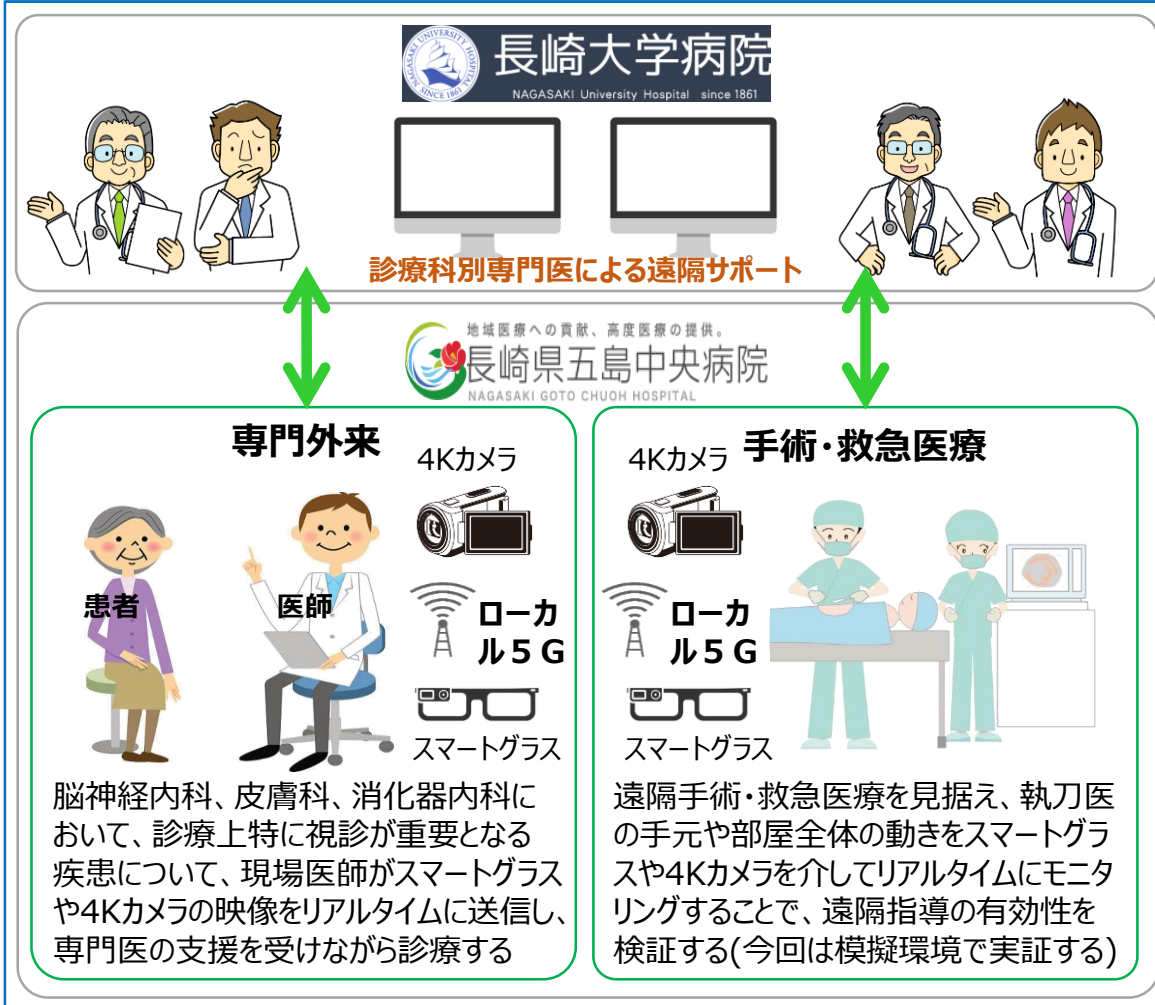 長崎大学病院
NAGASAKI University Hospital since 1861
NAGASAKI UNIVERSITY HOSPITAL
SINCE 1861
診療科別専門医による遠隔サポート
地域医療への貢献、高度医療の提供。
長崎県五島中央病院
NAGASAKI GOTO CHUOH HOSPITAL
専門外来
4Kカメラ
患者
医師
ローカ
ル５G
スマートグラス
脳神経内科、皮膚科、消化器内科に
おいて、診療上特に視診が重要となる
疾患について、現場医師がスマートグラス
や4Kカメラの映像をリアルタイムに送信し、
専門医の支援を受けながら診療する
手術・救急医療
4Kカメラ
ローカ
ル５G
スマートグラス
遠隔手術・救急医療を見据え、執刀医
の手元や部屋全体の動きをスマートグラ
スや4Kカメラを介してリアルタイムにモニタ
リングすることで、遠隔指導の有効性を
検証する(今回は模擬環境で実証する)